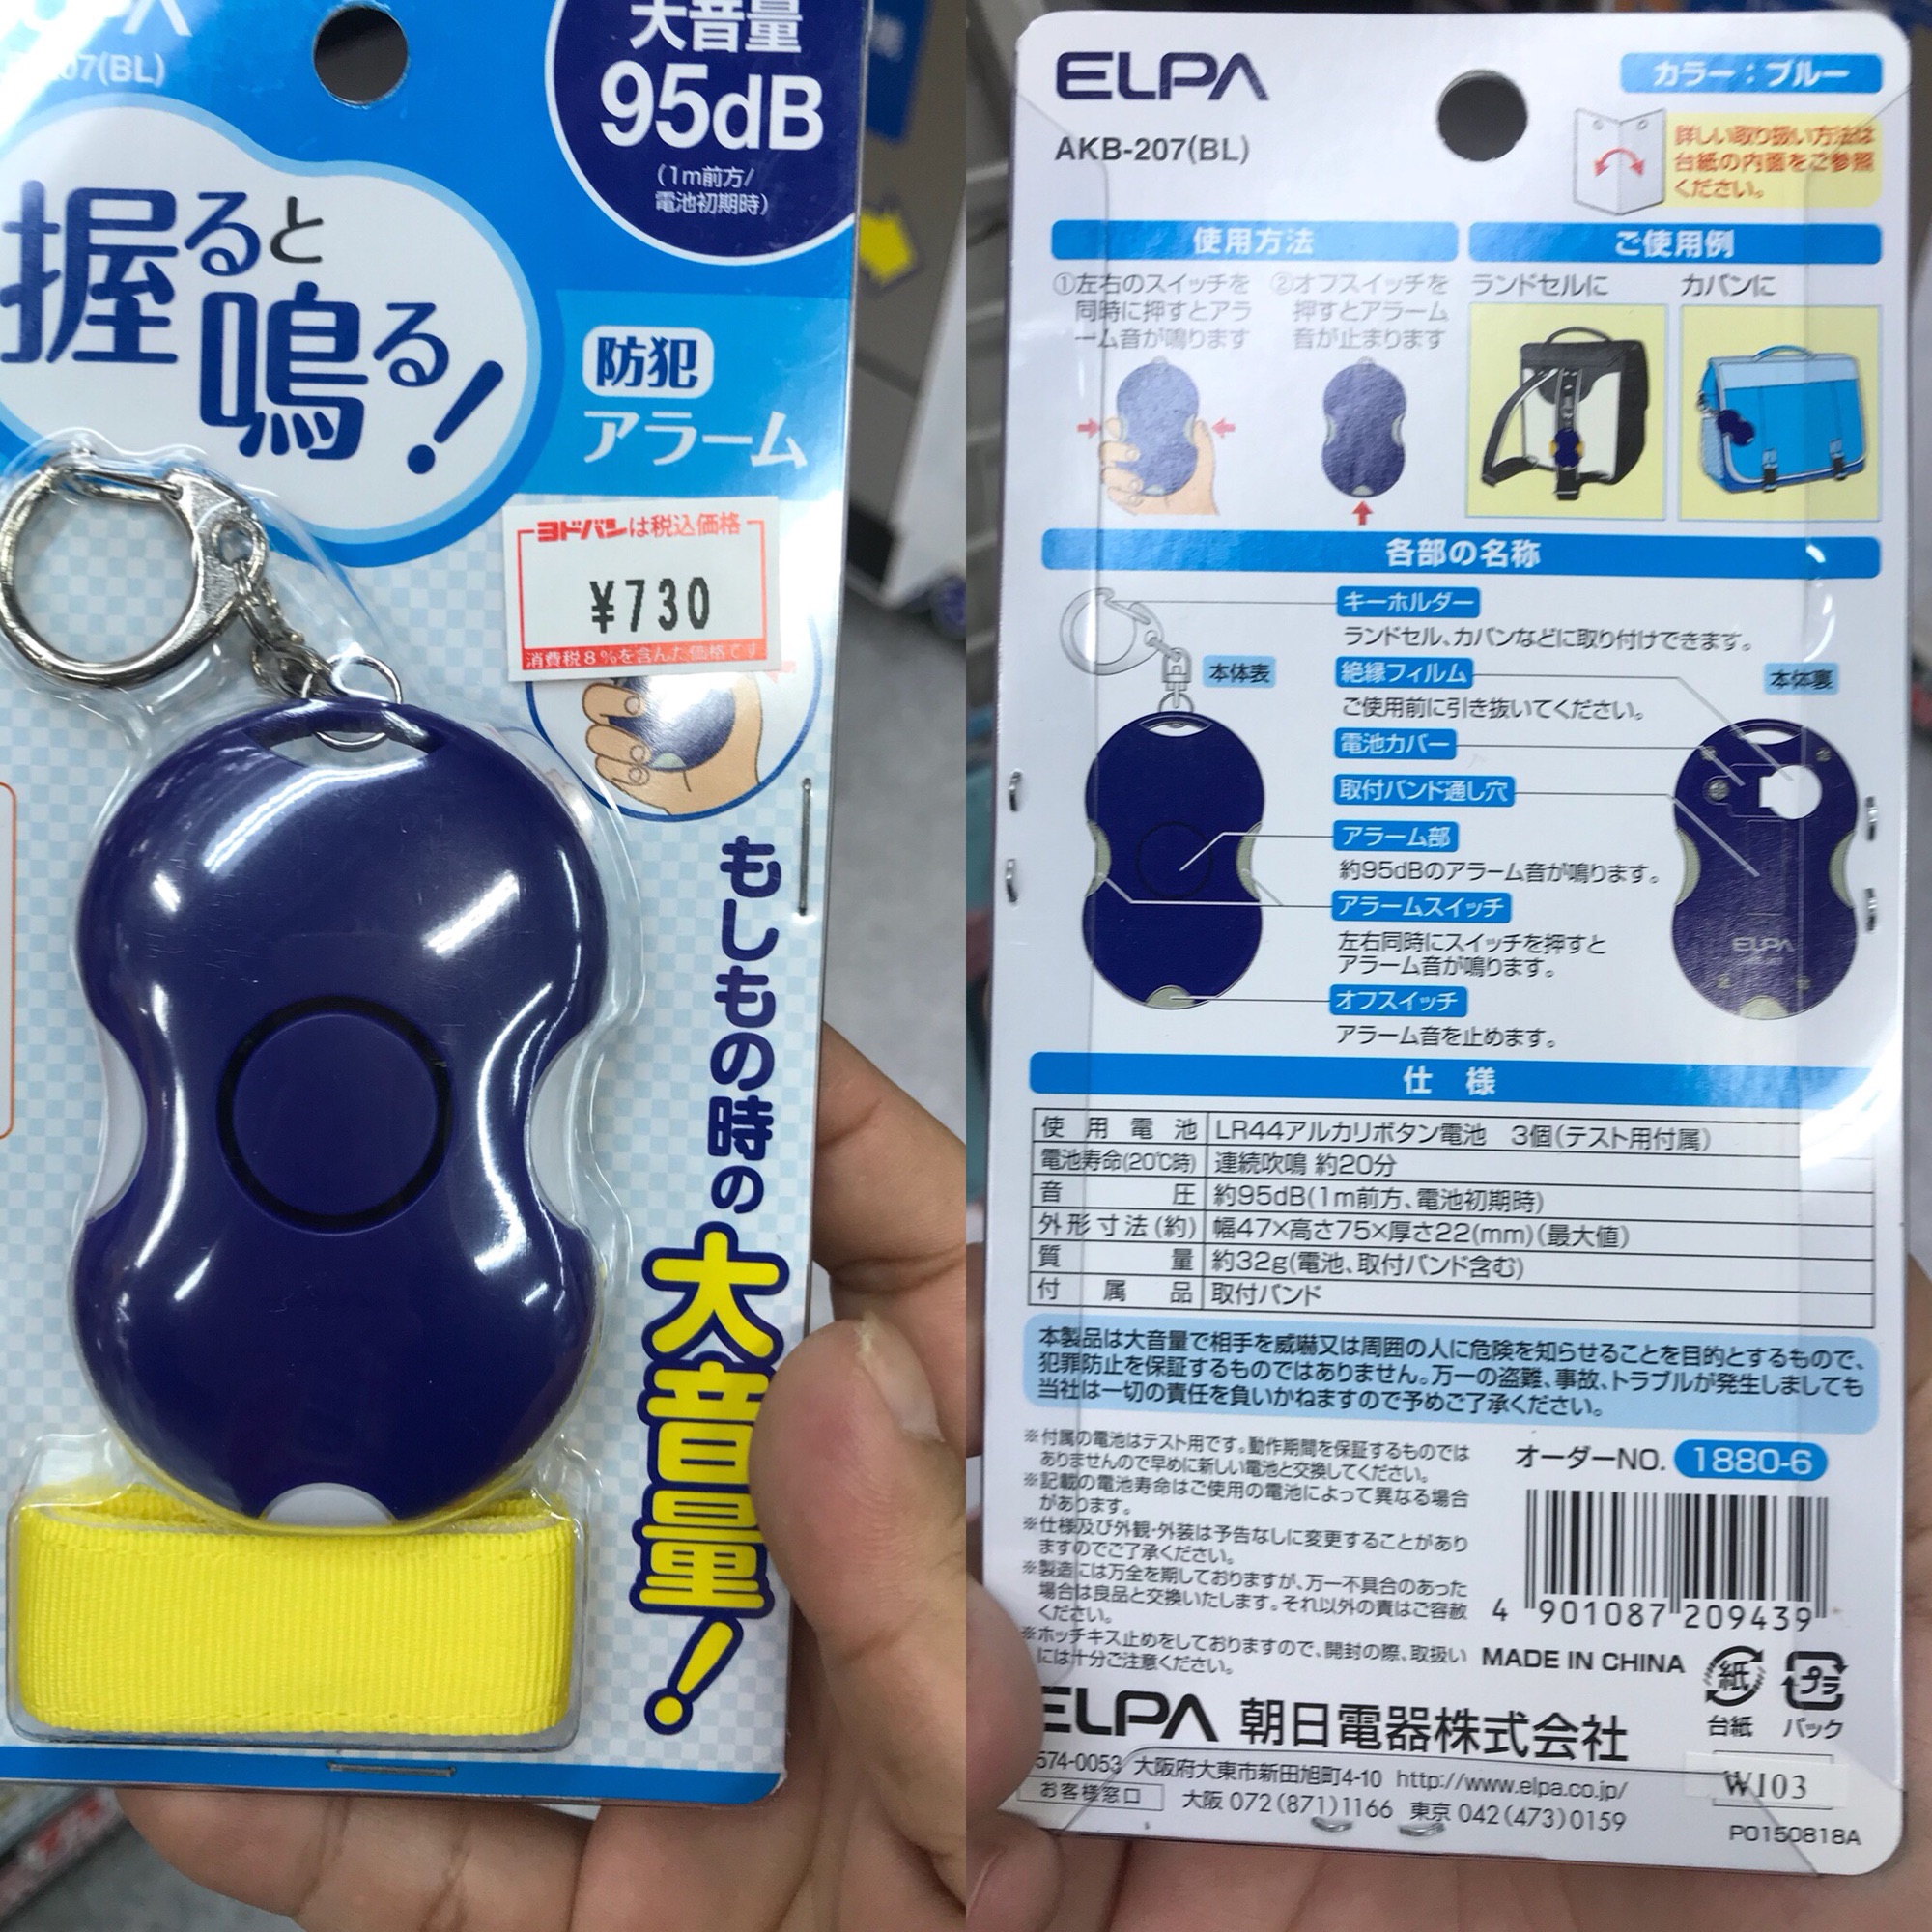 大音量
95dB
(1m前方/
電池初期時)
握ると
鳴る!
防犯
アラーム
ヨドバシは税込価格
¥730
消費税8%を含んだ価格です
もしもの時の
大音量!
ELPA
カラー:ブルー
AKB-207(BL)
詳しい取り扱い方法は
台紙の内面をご参照
ください。
使用方法
ご使用例
①左右のスイッチを
同時に押すとアラ
ーム音が鳴ります
②オフスイッチを
押すとアラーム
音が止まります
ランドセルに
カバンに
各部の名称
キーホルダー
ランドセル、カバンなどに取り付けできます。
本体表
絶縁フィルム
本体裏
ご使用前に引き抜いてください。
電池カバー
取付バンド通し穴
アラーム部
約95dBのアラーム音が鳴ります。
アラームスイッチ
左右同時にスイッチを押すと
アラーム音が鳴ります。
ELPA
オフスイッチ
アラーム音を止めます。
仕 様
使用電池 LR44アルカリボタン電池 3個(テスト用付属)
電池寿命(20℃時) 連続吹鳴 約20分
音圧 約95dB(1m前方、電池初期時)
外形寸法(約) 幅47×高さ75×厚さ22(mm)(最大値)
質量 約32g(電池、取付バンド含む)
付属品 取付バンド
本製品は大音量で相手を威嚇又は周囲の人に危険を知らせることを目的とするもので、
犯罪防止を保証するものではありません。万一の盗難、事故、トラブルが発生しましても
当社は一切の責任を負いかねますので予めご了承ください。
※付属の電池はテスト用です。動作期間を保証するものでは
ありませんので早めに新しい電池と交換してください。
※記載の電池寿命はご使用の電池によって異なる場合
があります。
※仕様及び外観・外装は予告なしに変更することがあり
ますのでご了承ください。
※製造には万全を期しておりますが、万一不具合のあった
場合は良品と交換いたします。それ以外の責はご容赦
ください。
※ホッチキス止めをしておりますので、開封の際、取扱い
には十分ご注意ください。
オーダーNO. 1880-6
4 901087 209439
MADE IN CHINA
紙
プラ
台紙
パック
ELPA 朝日電器株式会社
574-0053 大阪府大東市新田旭町4-10 http://www.elpa.co.jp/
お客様窓口 大阪 072(871)1166 東京 042(473)0159
W103
P0150818A